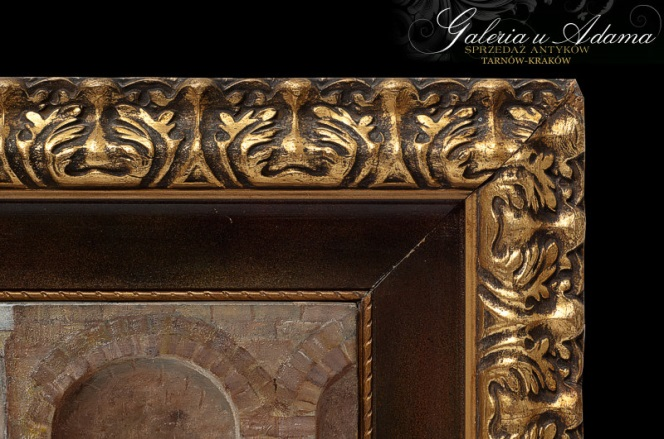 Galeria u Adama
SPRZEDAŻ ANTYKÓW
TARNÓW-KRAKÓW